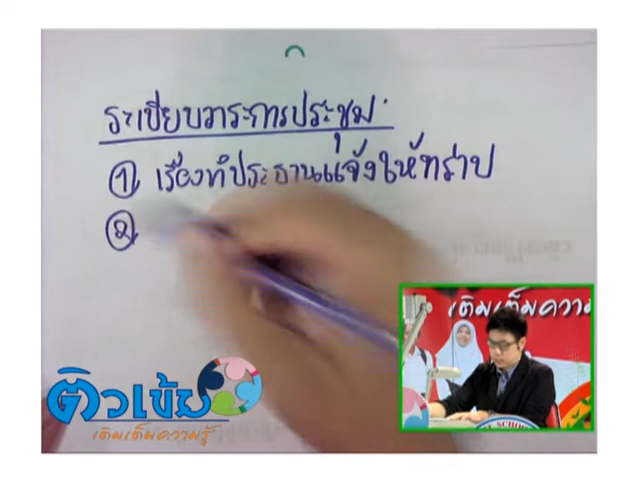 ระเบียบวาระการประชุม
① เรื่องที่ประธานแจ้งให้ทราบ
②
เติมเต็มความ
ติวเข้ม
เติมเต็มความรู้